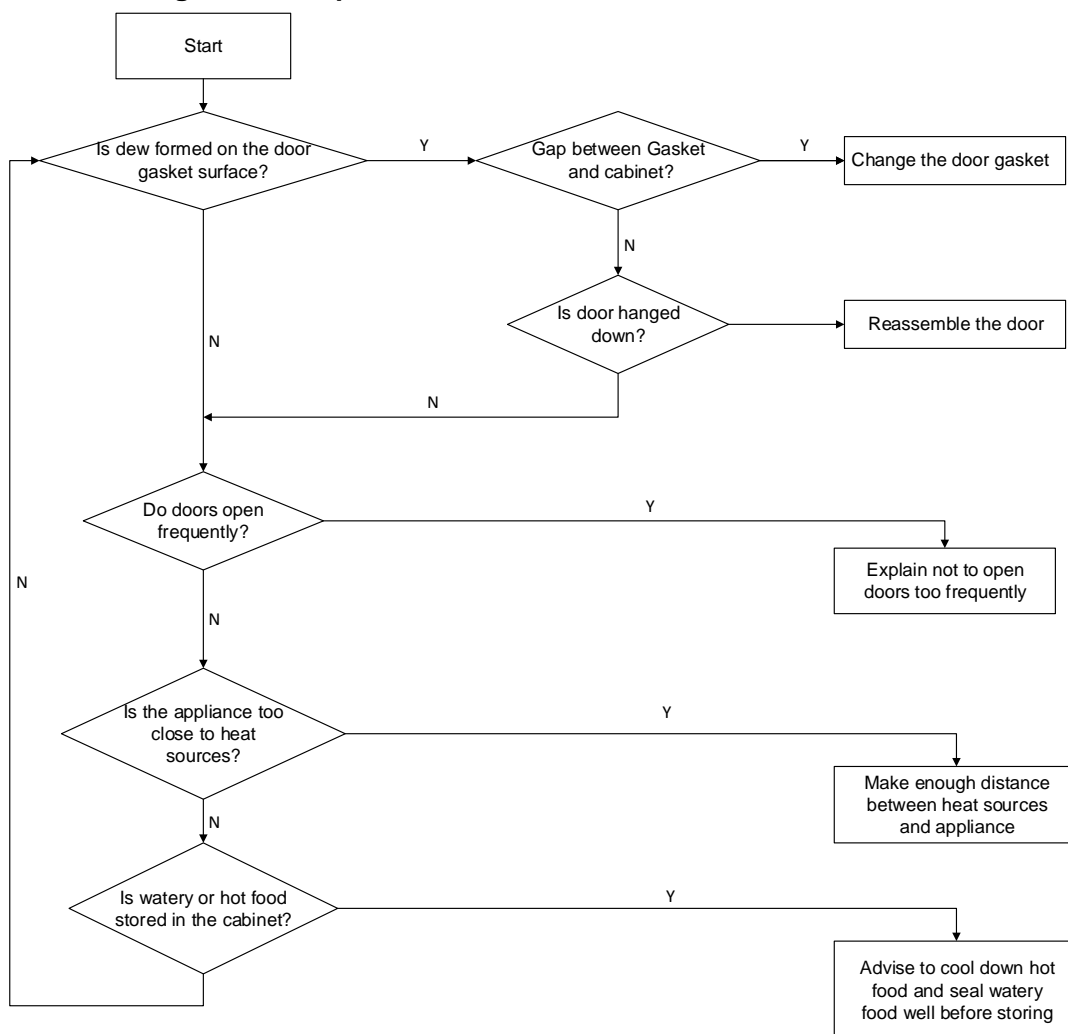 Start
Is dew formed on the door
gasket surface?
Y
Gap between Gasket
and cabinet?
Y
Change the door gasket
N
Is door hanged
down?
Reassemble the door
N
N
Do doors open
frequently?
Y
Explain not to open
doors too frequently
N
N
Is the appliance too
close to heat
sources?
Y
Make enough distance
between heat sources
and appliance
N
Is watery or hot food
stored in the cabinet?
Y
Advise to cool down hot
food and seal watery
food well before storing